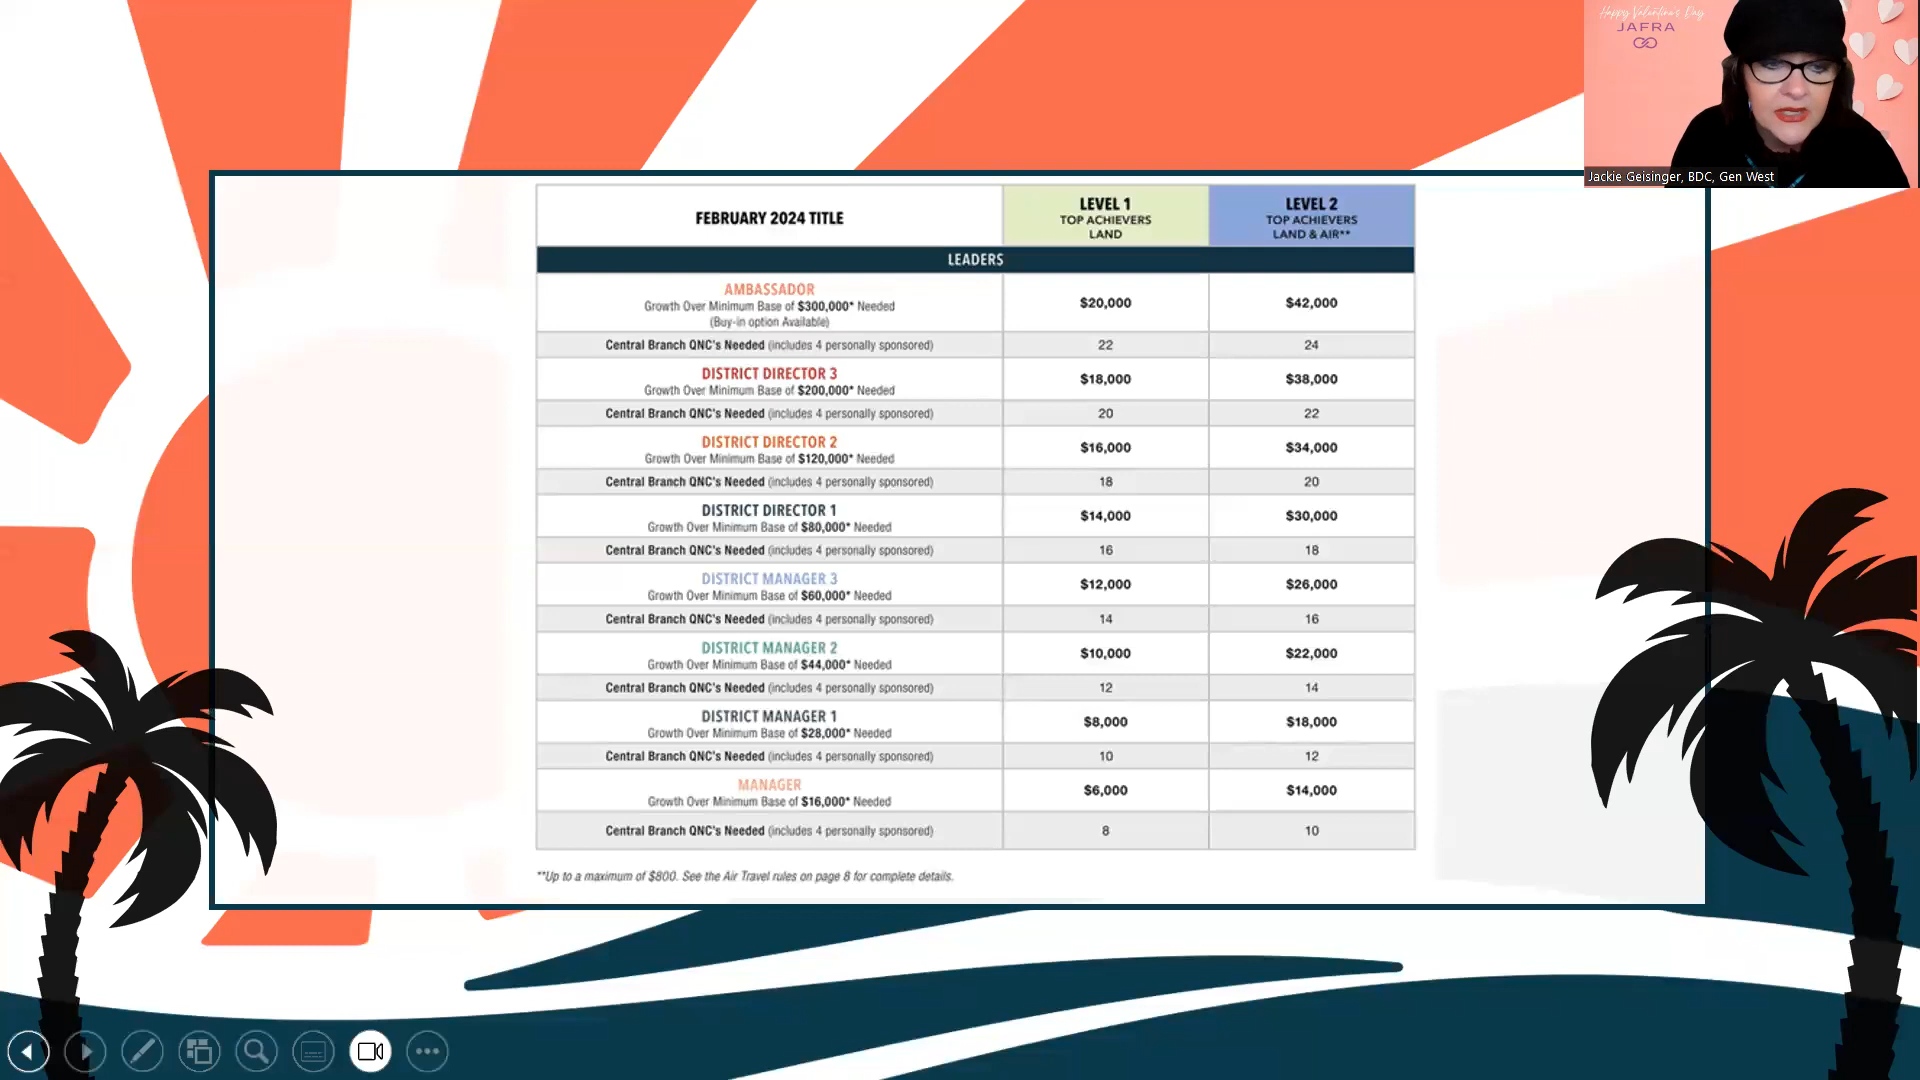 Happy Valentine's Day
JAFRA
Jackie Geisinger, BDC, Gen West
FEBRUARY 2024 TITLE
LEVEL 1
TOP ACHIEVERS
LAND
LEVEL 2
TOP ACHIEVERS
LAND & AIR**
LEADERS
AMBASSADOR
Growth Over Minimum Base of $300,000* Needed
(Buy-in option Available)
$20,000
$42,000
Central Branch QNC's Needed (includes 4 personally sponsored)
22
24
DISTRICT DIRECTOR 3
Growth Over Minimum Base of $200,000* Needed
$18,000
$38,000
Central Branch QNC's Needed (includes 4 personally sponsored)
20
22
DISTRICT DIRECTOR 2
Growth Over Minimum Base of $120,000* Needed
$16,000
$34,000
Central Branch QNC's Needed (includes 4 personally sponsored)
18
20
DISTRICT DIRECTOR 1
Growth Over Minimum Base of $80,000* Needed
$14,000
$30,000
Central Branch QNC's Needed (includes 4 personally sponsored)
16
18
DISTRICT MANAGER 3
Growth Over Minimum Base of $60,000* Needed
$12,000
$26,000
Central Branch QNC's Needed (includes 4 personally sponsored)
14
16
DISTRICT MANAGER 2
Growth Over Minimum Base of $44,000* Needed
$10,000
$22,000
Central Branch QNC's Needed (includes 4 personally sponsored)
12
14
DISTRICT MANAGER 1
Growth Over Minimum Base of $28,000* Needed
$8,000
$18,000
Central Branch QNC's Needed (includes 4 personally sponsored)
10
12
MANAGER
Growth Over Minimum Base of $16,000* Needed
$6,000
$14,000
Central Branch QNC's Needed (includes 4 personally sponsored)
8
10
**Up to a maximum of $800. See the Air Travel rules on page 8 for complete details.